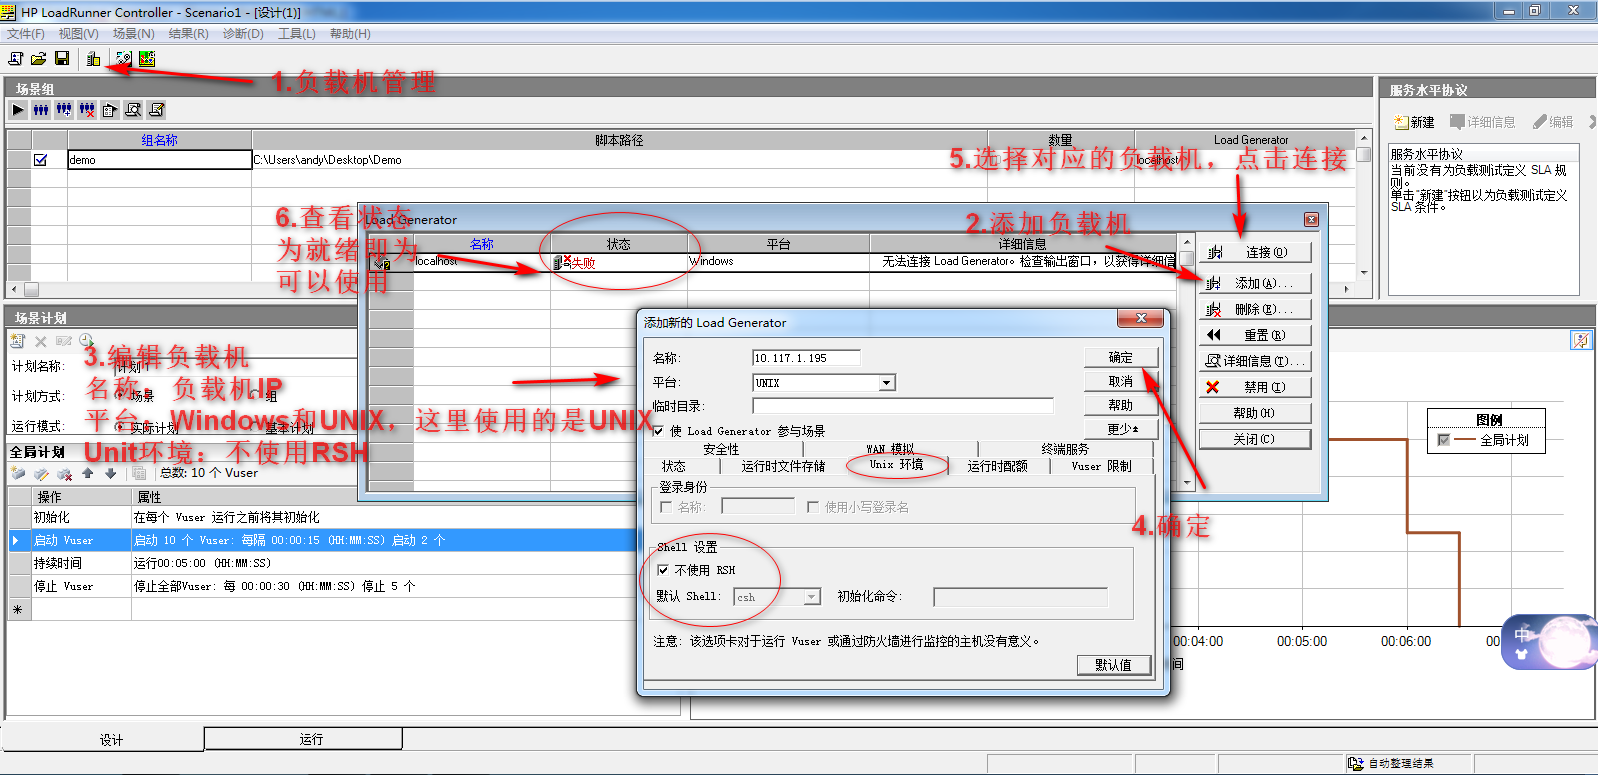 HP LoadRunner Controller - Scenario1 - [设计(1)]
文件(F) 视图(V) 场景(N) 结果(R) 诊断(D) 工具(L) 帮助(H)
1.负载机管理
场景组
组名称 脚本路径 数量 Load Generator
demo C:\Users\andy\Desktop\Demo localhost
5.选择对应的负载机，点击连接
服务水平协议
新建 详细信息 编辑
服务水平协议
当前没有为负载测试定义 SLA 规
则。
单击"新建"按钮以为负载测试定义
SLA 条件。
6.查看状态
为就绪即为
可以使用
2.添加负载机
Load Generator
名称 状态 平台 详细信息
localhost 失败 Windows 无法连接 Load Generator。检查输出窗口，以获得详细信
连接(O)
添加(A)...
删除(E)...
重置(R)
详细信息(T)...
禁用(I)
帮助(H)
关闭(C)
场景计划
计划名称: 计划 1
计划方式: 场景 组
运行模式: 实际计划 基本计划
3.编辑负载机
名称：负载机IP
平台：Windows和UNIX，这里使用的是UNIX
Unit环境：不使用RSH
全局计划
总数: 10 个 Vuser
操作 属性
初始化 在每个 Vuser 运行之前将其初始化
启动 Vuser 启动 10 个 Vuser: 每隔 00:00:15 (HH:MM:SS) 启动 2 个
持续时间 运行00:05:00 (HH:MM:SS)
停止 Vuser 停止全部Vuser: 每 00:00:30 (HH:MM:SS) 停止 5 个
添加新的 Load Generator
名称: 10.117.1.195 确定
平台: UNIX 取消
临时目录: 帮助
使 Load Generator 参与场景 更少
安全性 WAN 模拟 终端服务
状态 运行时文件存储 Unix 环境 运行时配额 Vuser 限制
登录身份
名称: 使用小写登录名
Shell 设置
不使用 RSH
默认 Shell: csh 初始化命令:
注意: 该选项卡对于运行 Vuser 或通过防火墙进行监控的主机没有意义。
默认值
4.确定
图例
全局计划
00:04:00 00:05:00 00:06:00 00
间
中
设计 运行
自动整理结果